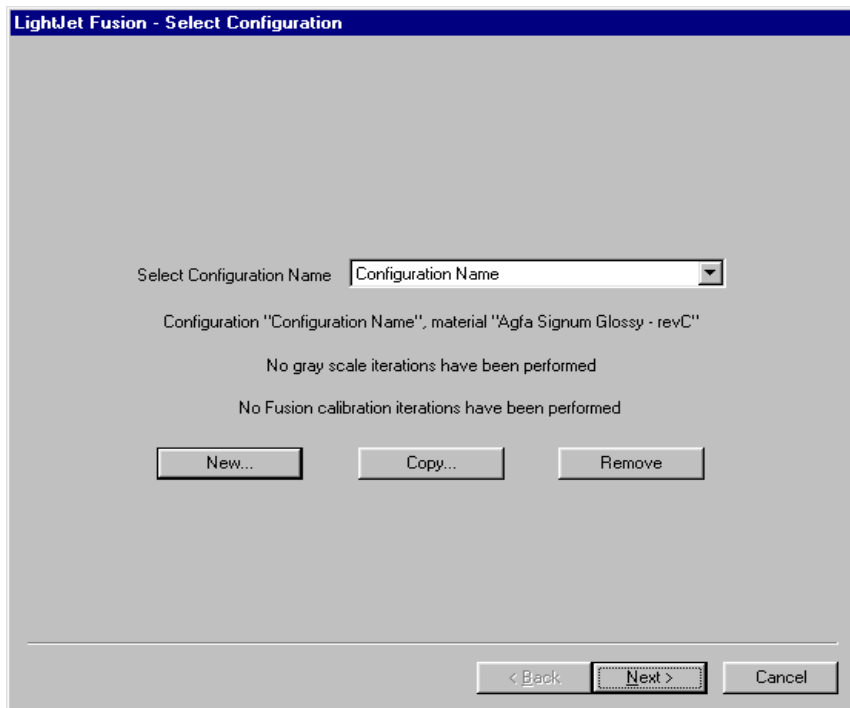 LightJet Fusion - Select Configuration
Select Configuration Name Configuration Name
Configuration "Configuration Name", material "Agfa Signum Glossy - revC"
No gray scale iterations have been performed
No Fusion calibration iterations have been performed
New... Copy... Remove
< Back Next > Cancel